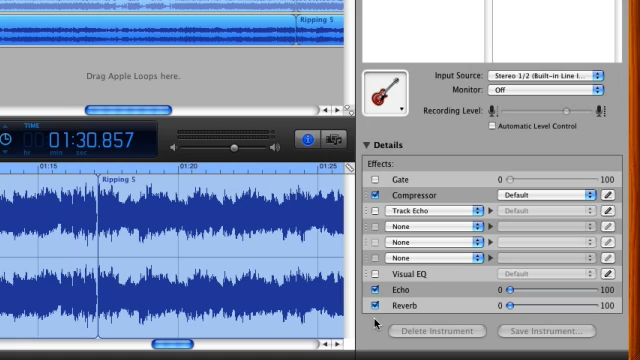 Ripping 5
Drag Apple Loops here.
TIME
01:30.857
hr min sec
01:15
01:20
01:25
Ripping 5
Input Source: Stereo 1/2 (Built-in Line I...
Monitor: Off
Recording Level:
Automatic Level Control
Details
Effects:
Gate 0 100
Compressor Default
Track Echo Default
None
None
None
Visual EQ Default
Echo 0 100
Reverb 0 100
Delete Instrument
Save Instrument...